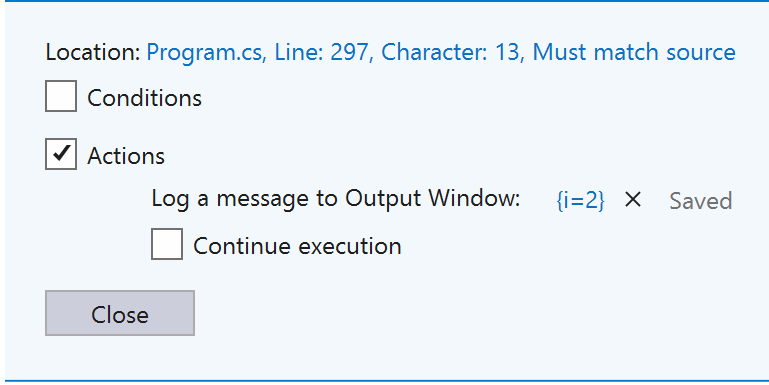 Location: Program.cs, Line: 297, Character: 13, Must match source
Conditions
Actions
Log a message to Output Window: {i=2} × Saved
Continue execution
Close